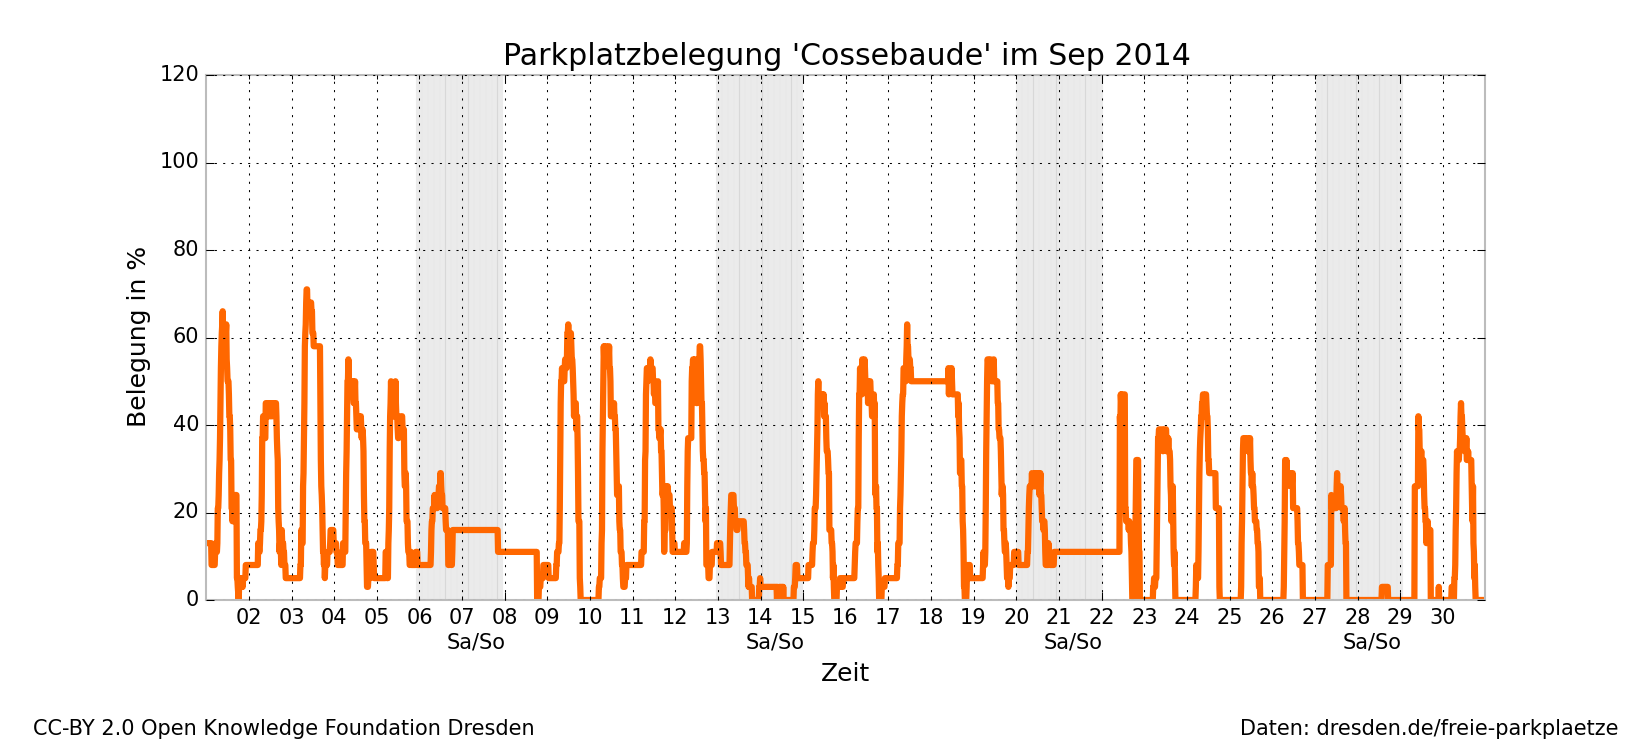 Parkplatzbelegung 'Cossebaude' im Sep 2014
120
100
80
60
40
20
0
Belegung in %
02 03 04 05 06 07 08 09 10 11 12 13 14 15 16 17 18 19 20 21 22 23 24 25 26 27 28 29 30
Sa/So Sa/So Sa/So Sa/So
Zeit
CC-BY 2.0 Open Knowledge Foundation Dresden
Daten: dresden.de/freie-parkplaetze